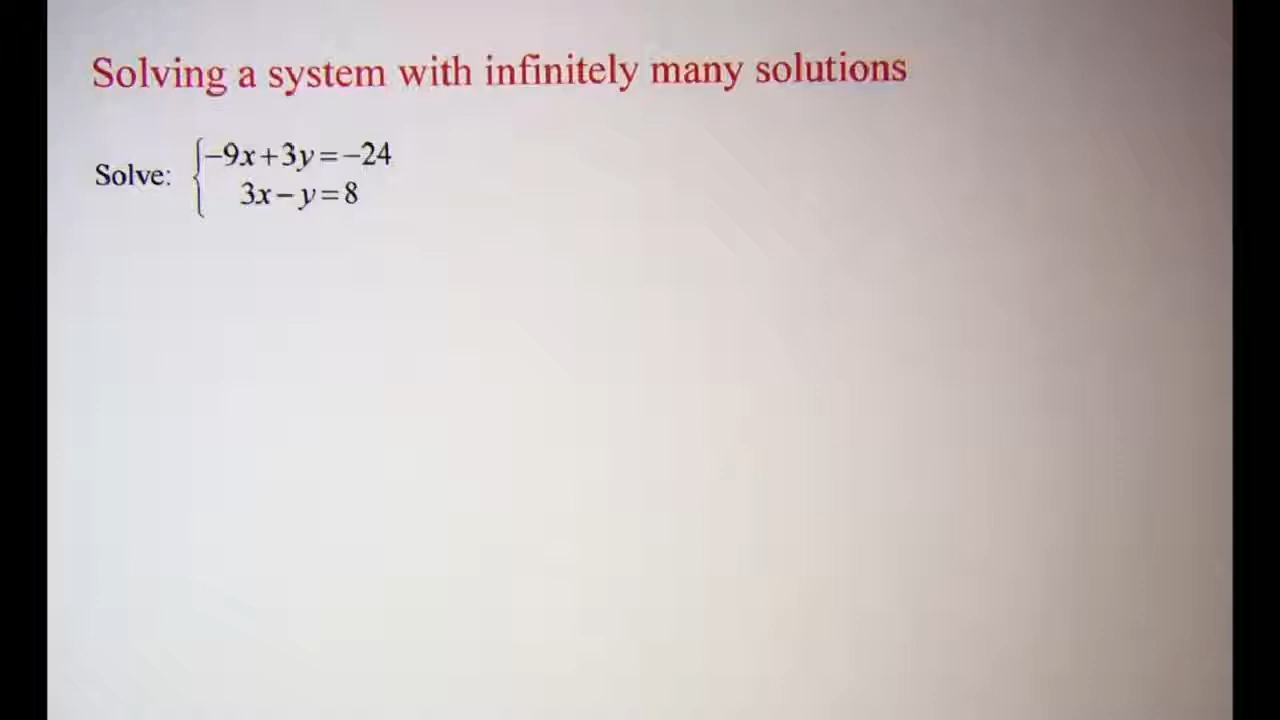 Solving a system with infinitely many solutions
Solve: { −9x+3y=−24
3x−y=8